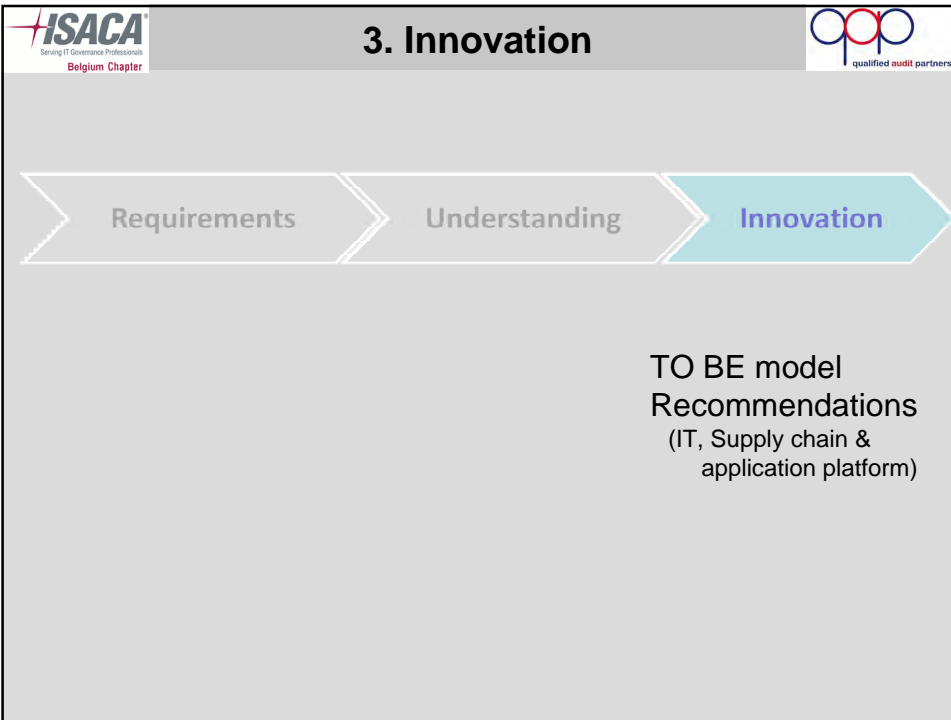 ISACA®
Serving IT Governance Professionals
Belgium Chapter
3. Innovation
qap
qualified audit partners
Requirements
Understanding
Innovation
TO BE model
Recommendations
(IT, Supply chain &
application platform)